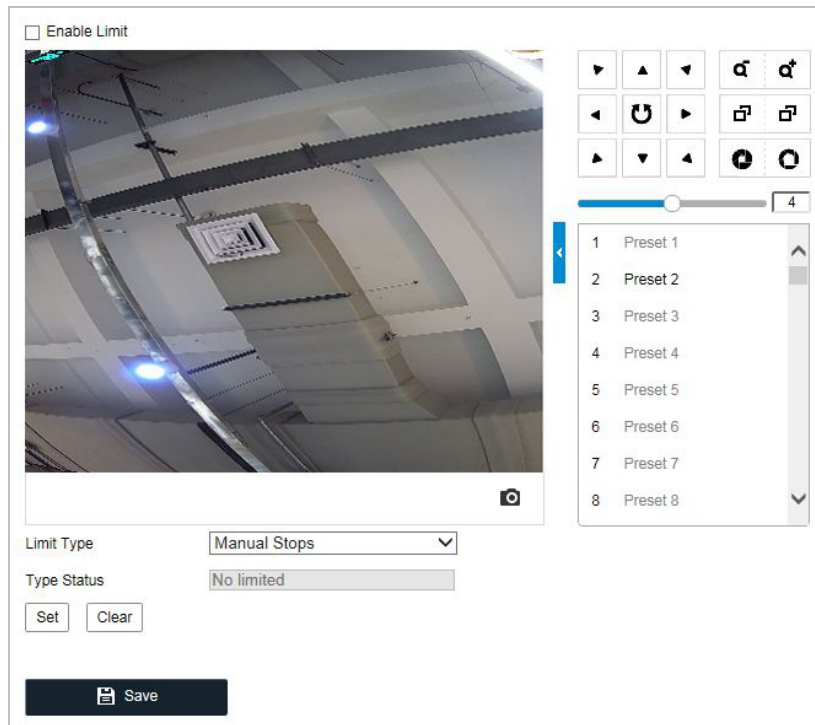 Enable Limit
4
1 Preset 1
2 Preset 2
3 Preset 3
4 Preset 4
5 Preset 5
6 Preset 6
7 Preset 7
8 Preset 8
Limit Type Manual Stops
Type Status No limited
Set Clear
Save